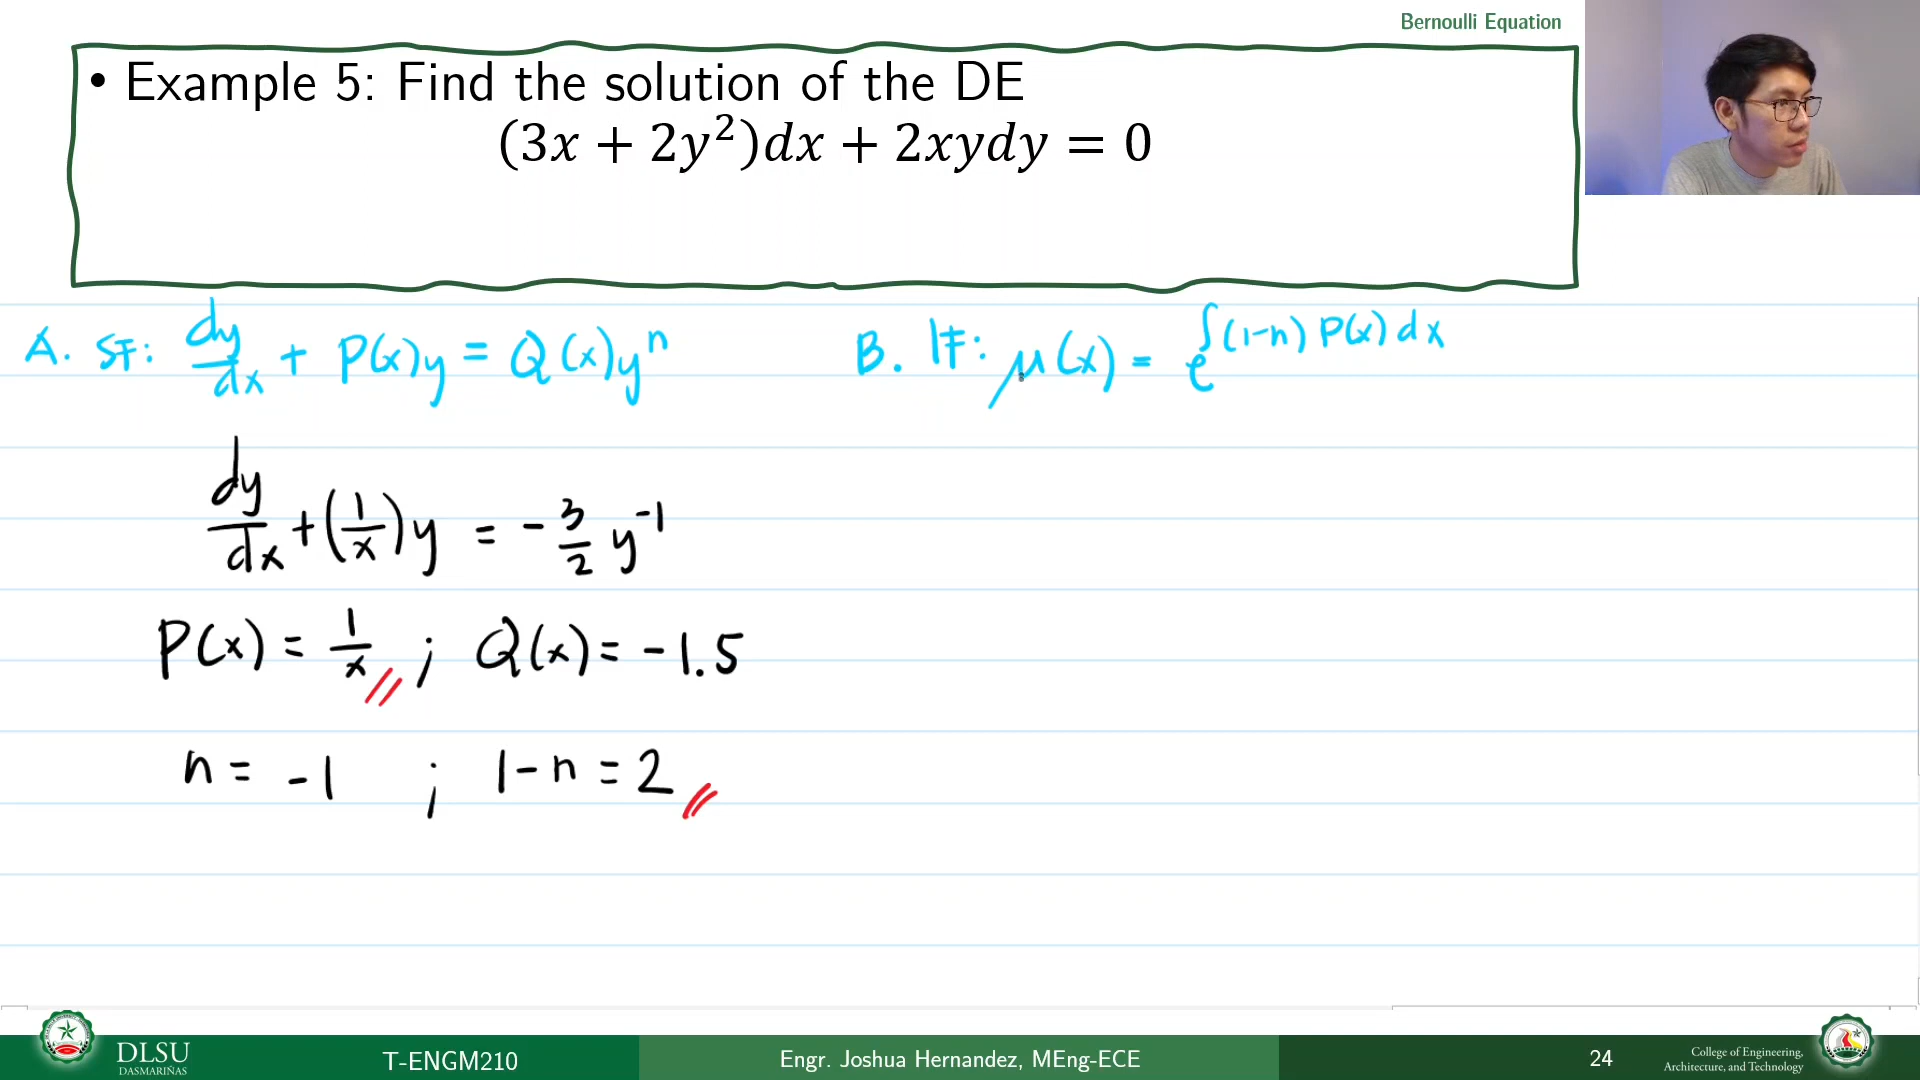 Bernoulli Equation
• Example 5: Find the solution of the DE
(3x + 2y²)dx + 2xydy = 0
A. SF: dy/dx + P(x)y = Q(x)yⁿ
B. IF: μ(x) = e^∫(1-n) P(x) dx
dy/dx + (1/x)y = - 3/2 y⁻¹
P(x) = 1/x ; Q(x) = -1.5
n = -1 ; 1-n = 2
DLSU
DASMARIÑAS
T-ENGM210
Engr. Joshua Hernandez, MEng-ECE
24
College of Engineering,
Architecture, and Technology